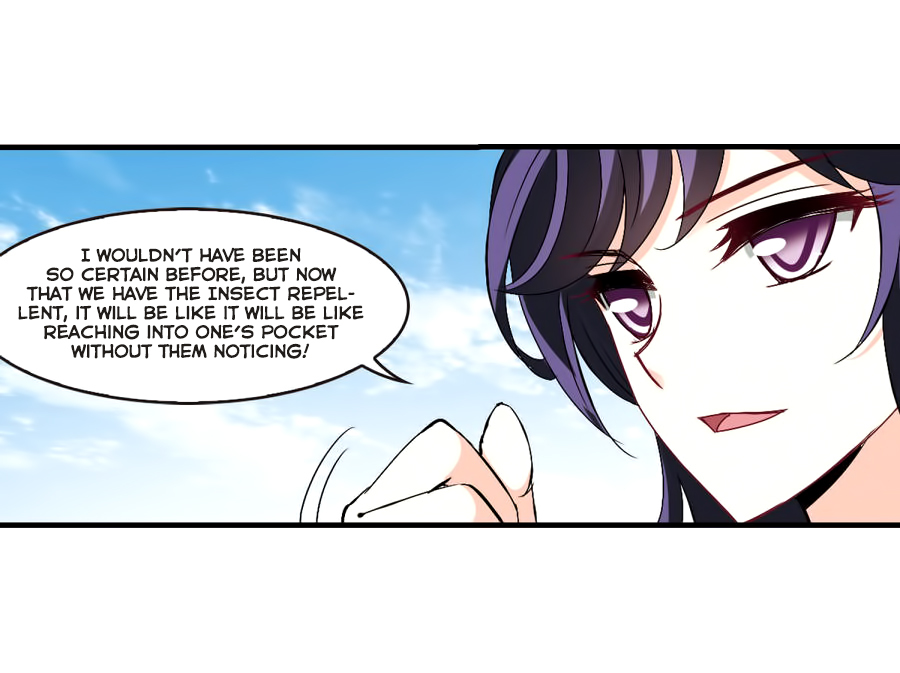 I WOULDN'T HAVE BEEN
SO CERTAIN BEFORE, BUT NOW
THAT WE HAVE THE INSECT REPEL-
LENT, IT WILL BE LIKE IT WILL BE LIKE
REACHING INTO ONE'S POCKET
WITHOUT THEM NOTICING!